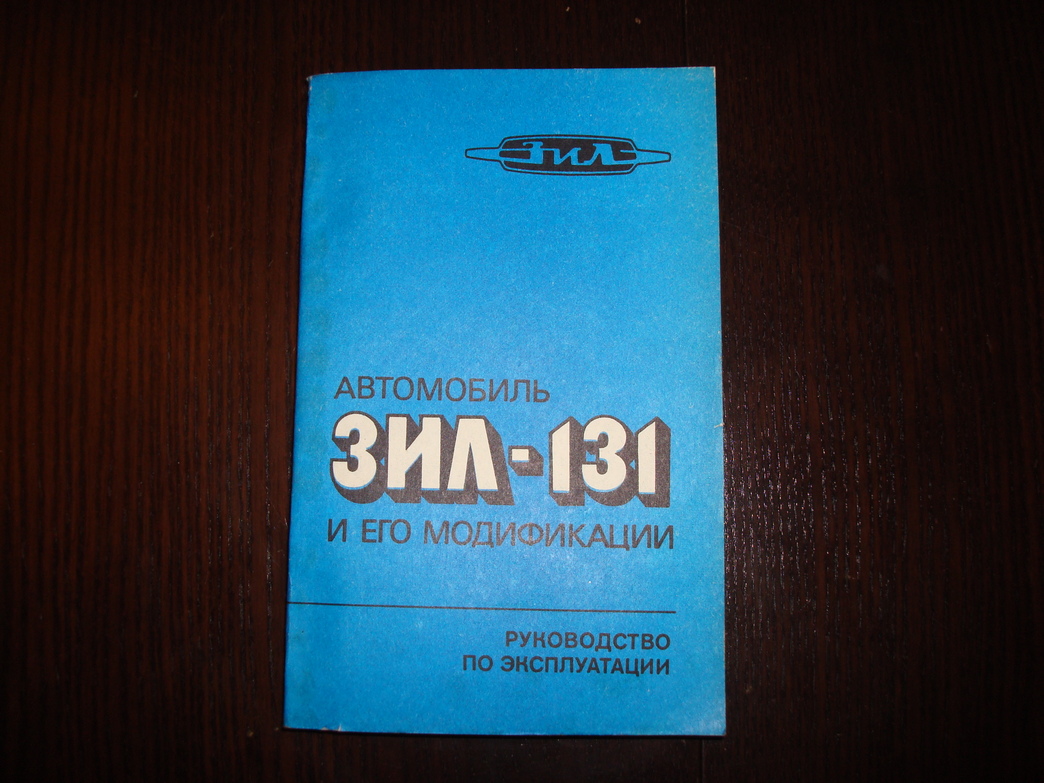 ЗИЛ
АВТОМОБИЛЬ
ЗИЛ-131
И ЕГО МОДИФИКАЦИИ
РУКОВОДСТВО
ПО ЭКСПЛУАТАЦИИ